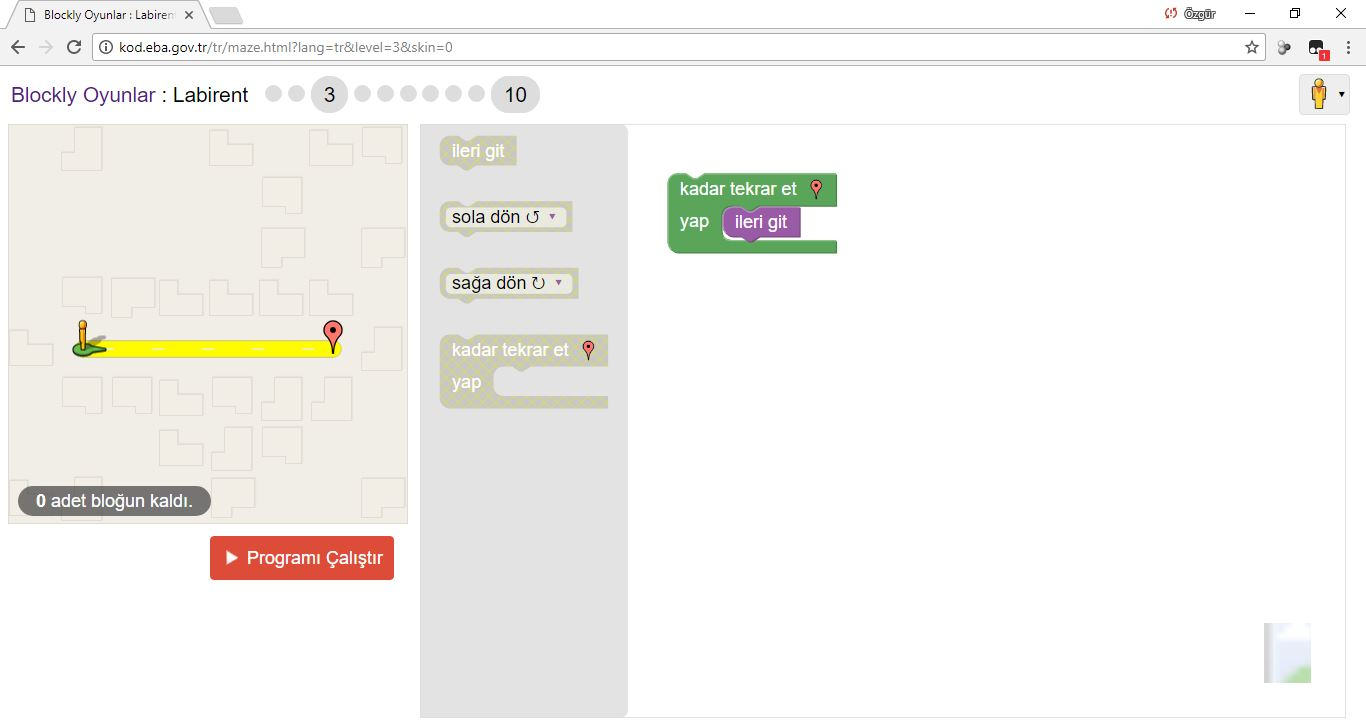 Blockly Oyunlar : Labirent
Özgür
kod.eba.gov.tr/tr/maze.html?lang=tr&level=3&skin=0
1
Blockly Oyunlar : Labirent
3
10
ileri git
sola dön ↺ ▾
sağa dön ↻ ▾
kadar tekrar et
yap
kadar tekrar et
yap ileri git
0 adet bloğun kaldı.
Programı Çalıştır